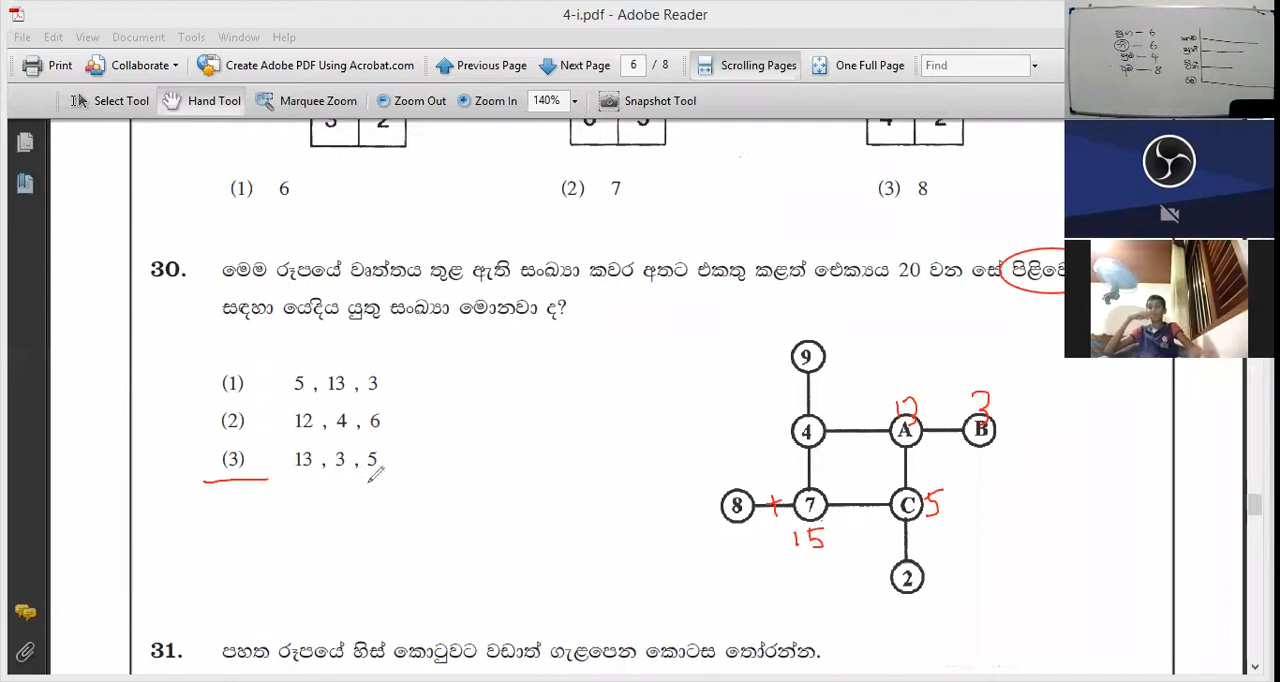 4-i.pdf - Adobe Reader
File Edit View Document Tools Window Help
Print Collaborate Create Adobe PDF Using Acrobat.com Previous Page Next Page 6 / 8 Scrolling Pages One Full Page Find
Select Tool Hand Tool Marquee Zoom Zoom Out Zoom In 140% Snapshot Tool
3 2 4 2
(1) 6 (2) 7 (3) 8
30. මෙම රූපයේ වෘත්තය තුළ ඇති සංඛ්‍යා කවර අතට එකතු කළත් ඓක්‍යය 20 වන සේ
සඳහා යෙදිය යුතු සංඛ්‍යා මොනවා ද?
(1) 5 , 13 , 3
(2) 12 , 4 , 6
(3) 13 , 3 , 5
9
13 3
4 A B
8 + 7 C 5
15
2
31. පහත රූපයේ හිස් කොටුවට වඩාත් ගැළපෙන කොටස තෝරන්න.